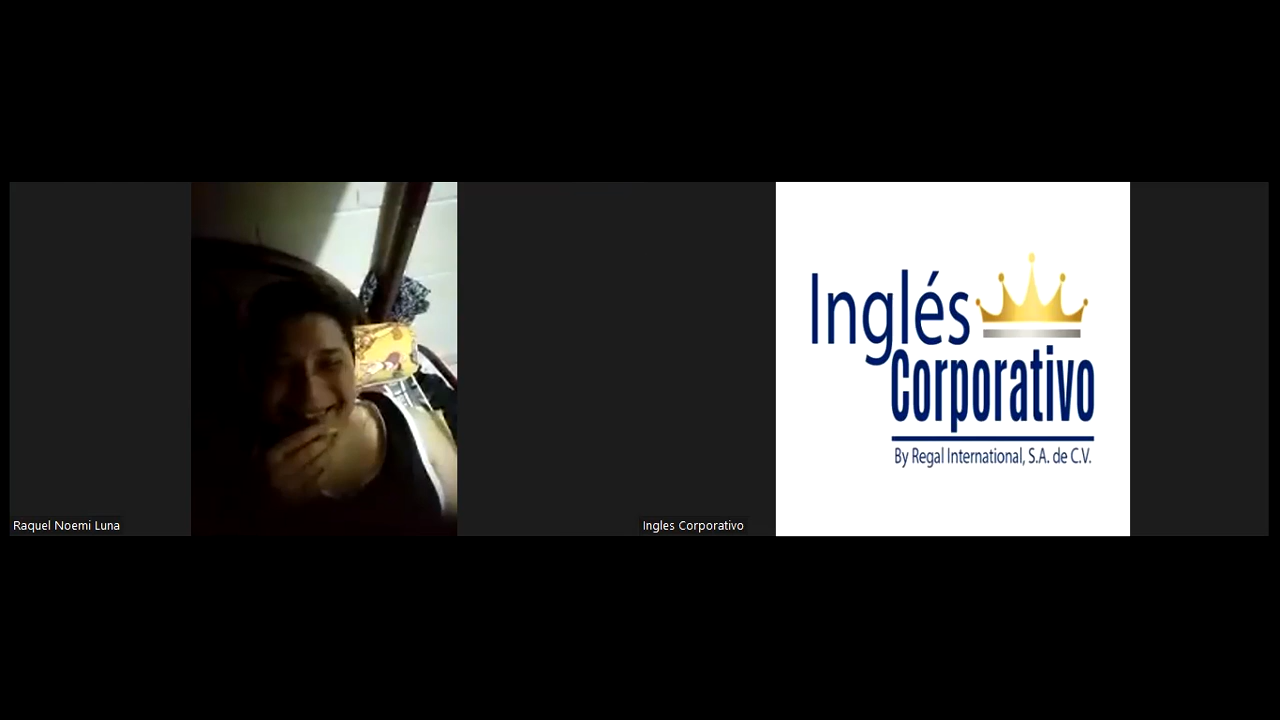 Inglés
Corporativo
By Regal International, S.A. de C.V.
Raquel Noemi Luna
Ingles Corporativo